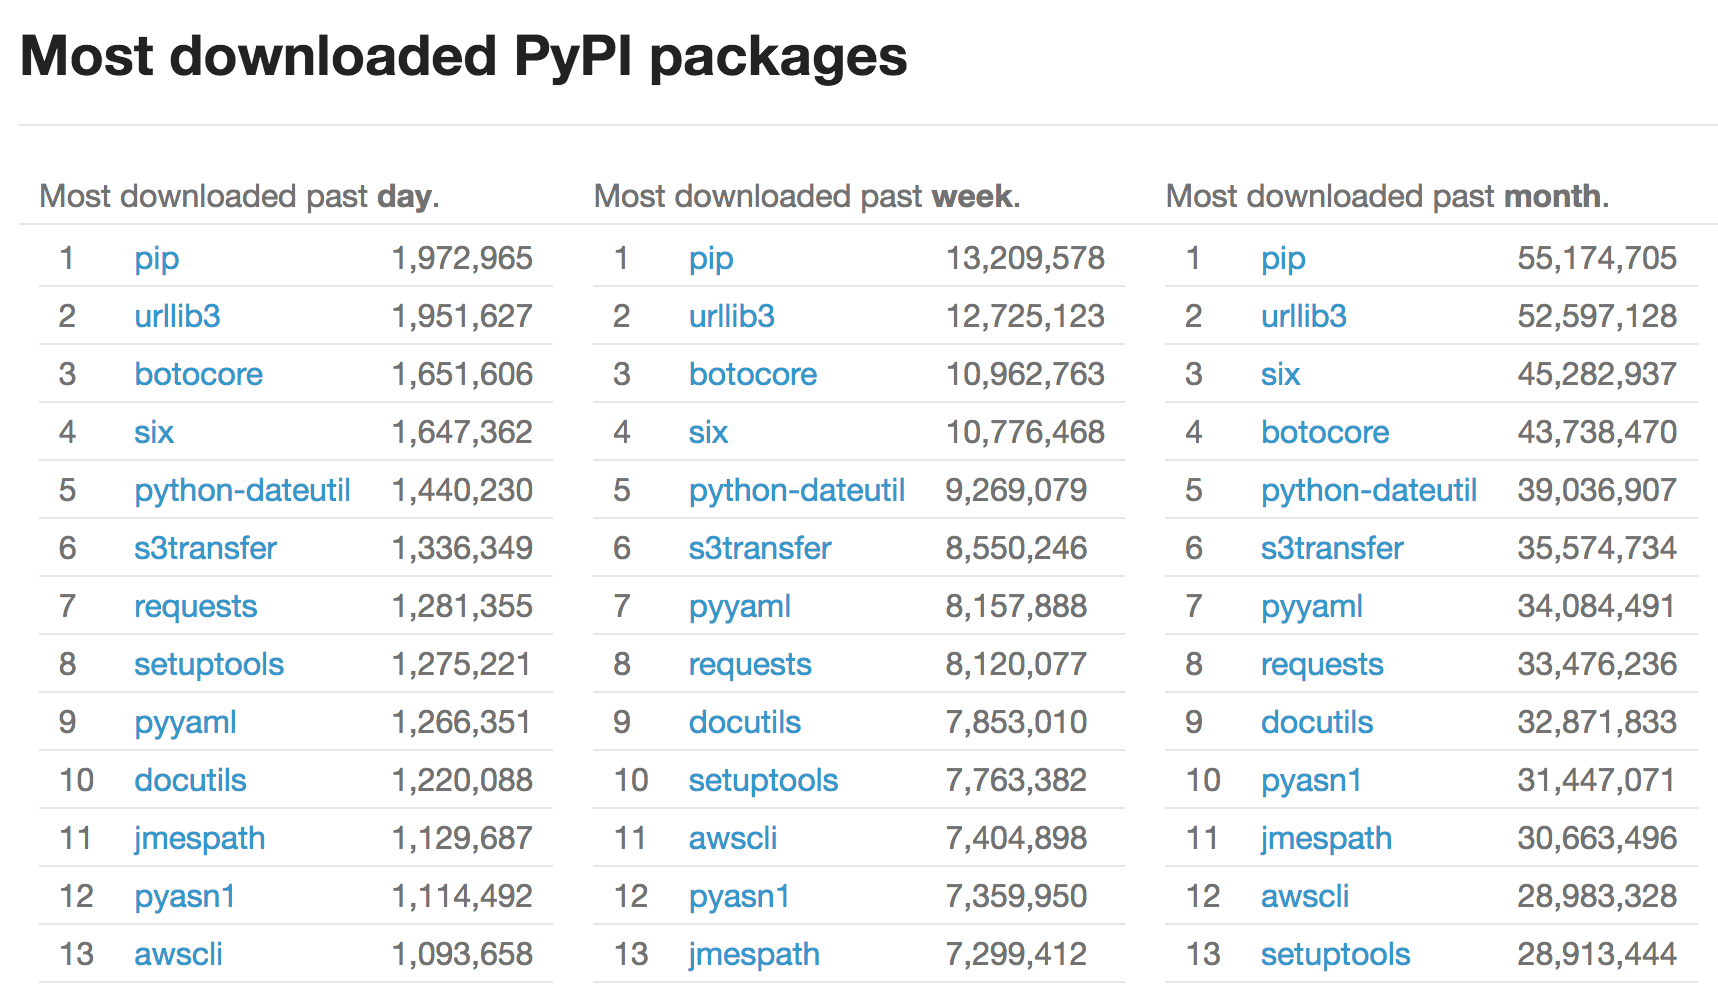 Most downloaded PyPI packages
Most downloaded past day. Most downloaded past week. Most downloaded past month.
1 pip 1,972,965 1 pip 13,209,578 1 pip 55,174,705
2 urllib3 1,951,627 2 urllib3 12,725,123 2 urllib3 52,597,128
3 botocore 1,651,606 3 botocore 10,962,763 3 six 45,282,937
4 six 1,647,362 4 six 10,776,468 4 botocore 43,738,470
5 python-dateutil 1,440,230 5 python-dateutil 9,269,079 5 python-dateutil 39,036,907
6 s3transfer 1,336,349 6 s3transfer 8,550,246 6 s3transfer 35,574,734
7 requests 1,281,355 7 pyyaml 8,157,888 7 pyyaml 34,084,491
8 setuptools 1,275,221 8 requests 8,120,077 8 requests 33,476,236
9 pyyaml 1,266,351 9 docutils 7,853,010 9 docutils 32,871,833
10 docutils 1,220,088 10 setuptools 7,763,382 10 pyasn1 31,447,071
11 jmespath 1,129,687 11 awscli 7,404,898 11 jmespath 30,663,496
12 pyasn1 1,114,492 12 pyasn1 7,359,950 12 awscli 28,983,328
13 awscli 1,093,658 13 jmespath 7,299,412 13 setuptools 28,913,444